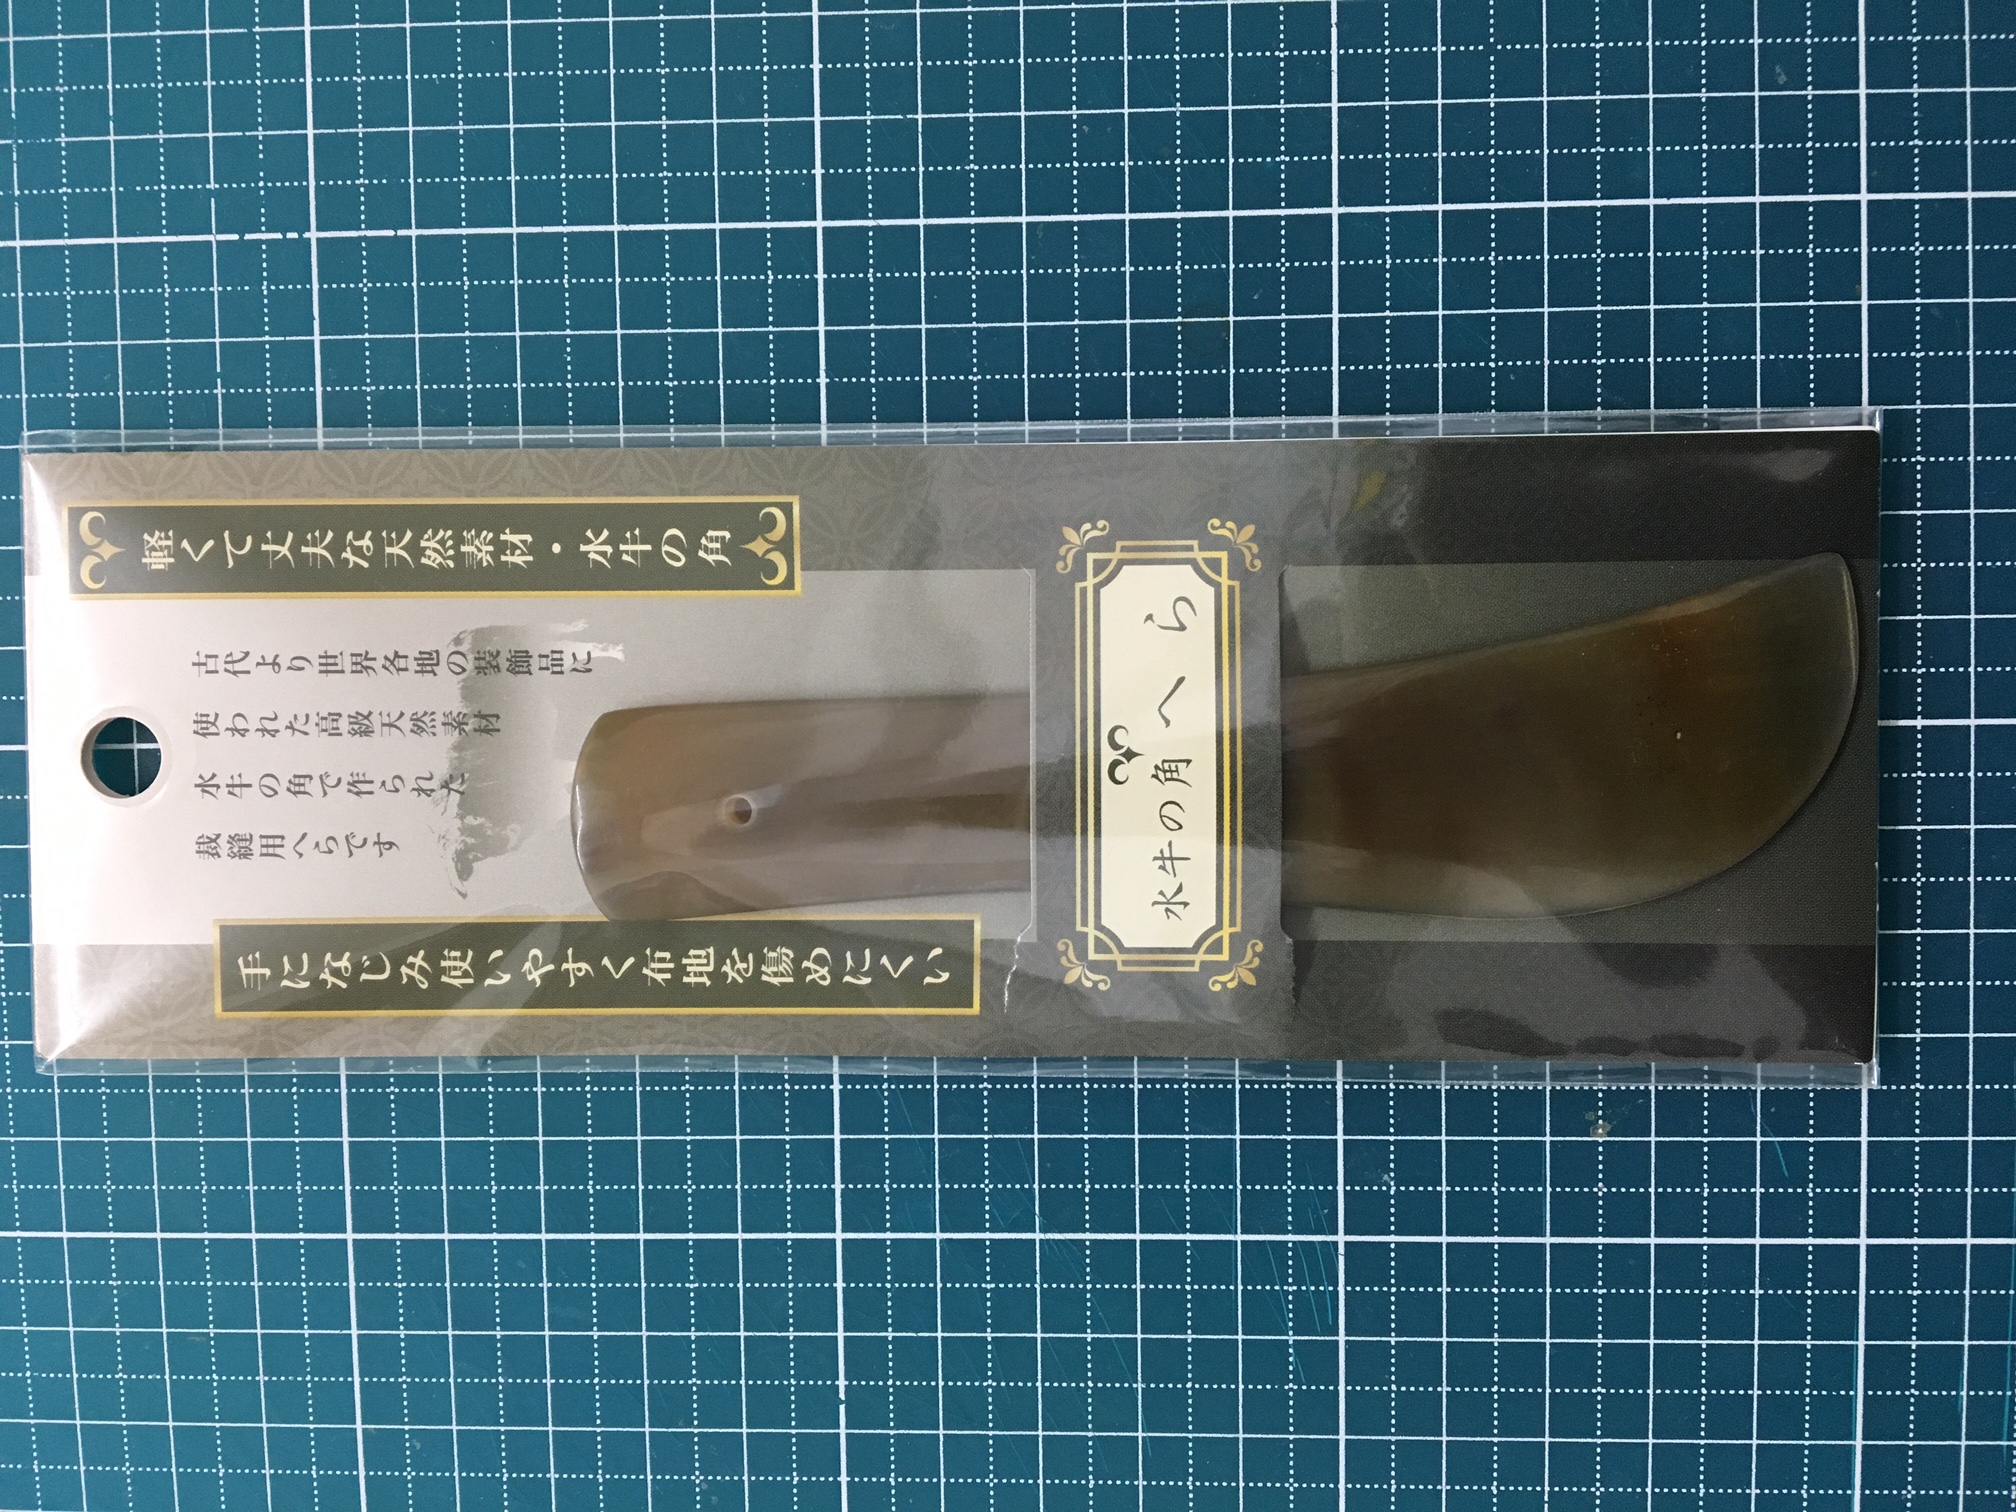 軽くて丈夫な天然素材・水牛の角
古代より世界各地の装飾品に
使われた高級天然素材
水牛の角で作られた
裁縫用へらです
手になじみ使いやすく布地を傷めにくい
水牛の角へら